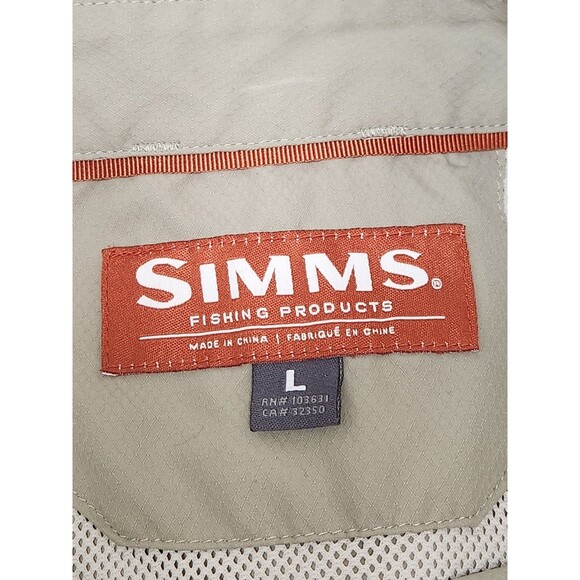 SIMMS®
FISHING PRODUCTS
MADE IN CHINA | FABRIQUÉ EN CHINE
L
RN# 103631
CA# 32350